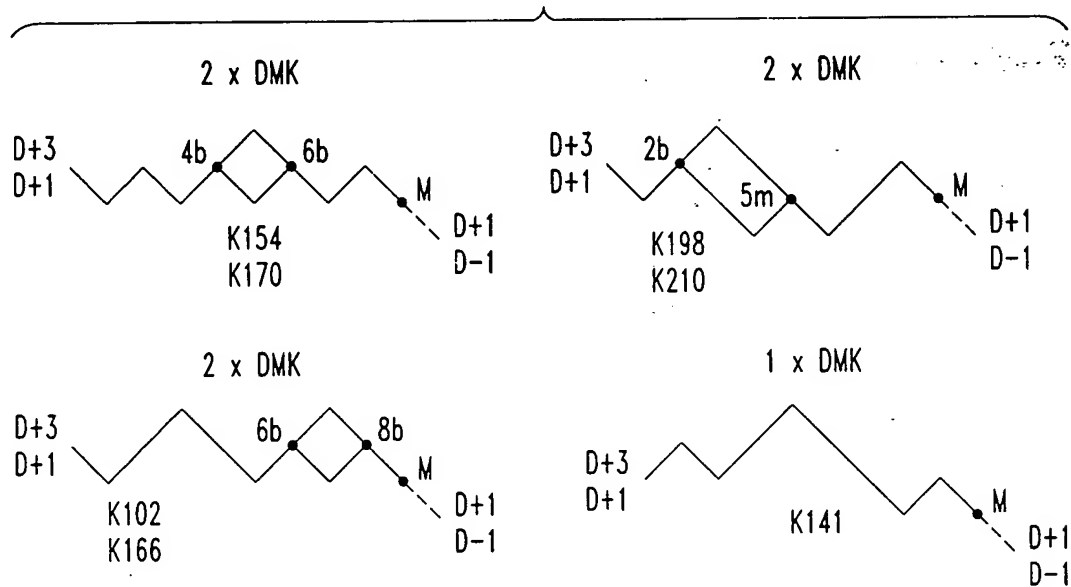 2 x DMK
D+3
D+1
4b
6b
M
D+1
D-1
K154
K170
2 x DMK
D+3
D+1
2b
5m
M
D+1
D-1
K198
K210
2 x DMK
D+3
D+1
6b
8b
M
D+1
D-1
K102
K166
1 x DMK
D+3
D+1
M
D+1
D-1
K141